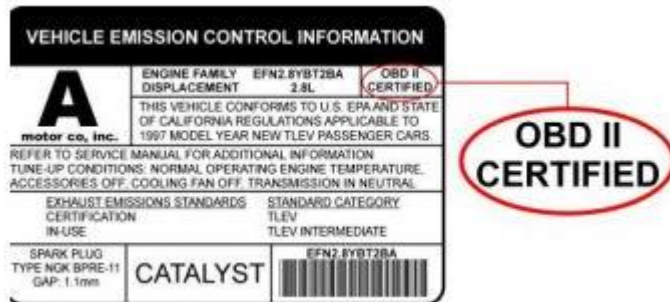 VEHICLE EMISSION CONTROL INFORMATION
A
motor co, inc.
ENGINE FAMILY EFN2.8YBT2BA
DISPLACEMENT 2.8L
OBD II
CERTIFIED
THIS VEHICLE CONFORMS TO U.S. EPA AND STATE
OF CALIFORNIA REGULATIONS APPLICABLE TO
1997 MODEL YEAR NEW TLEV PASSENGER CARS.
REFER TO SERVICE MANUAL FOR ADDITIONAL INFORMATION
TUNE-UP CONDITIONS: NORMAL OPERATING ENGINE TEMPERATURE,
ACCESSORIES OFF, COOLING FAN OFF, TRANSMISSION IN NEUTRAL
EXHAUST EMISSIONS STANDARDS STANDARD CATEGORY
CERTIFICATION TLEV
IN-USE TLEV INTERMEDIATE
SPARK PLUG
TYPE NGK BPRE-11
GAP: 1.1mm
CATALYST
EFN2.8YBT2BA
OBD II
CERTIFIED